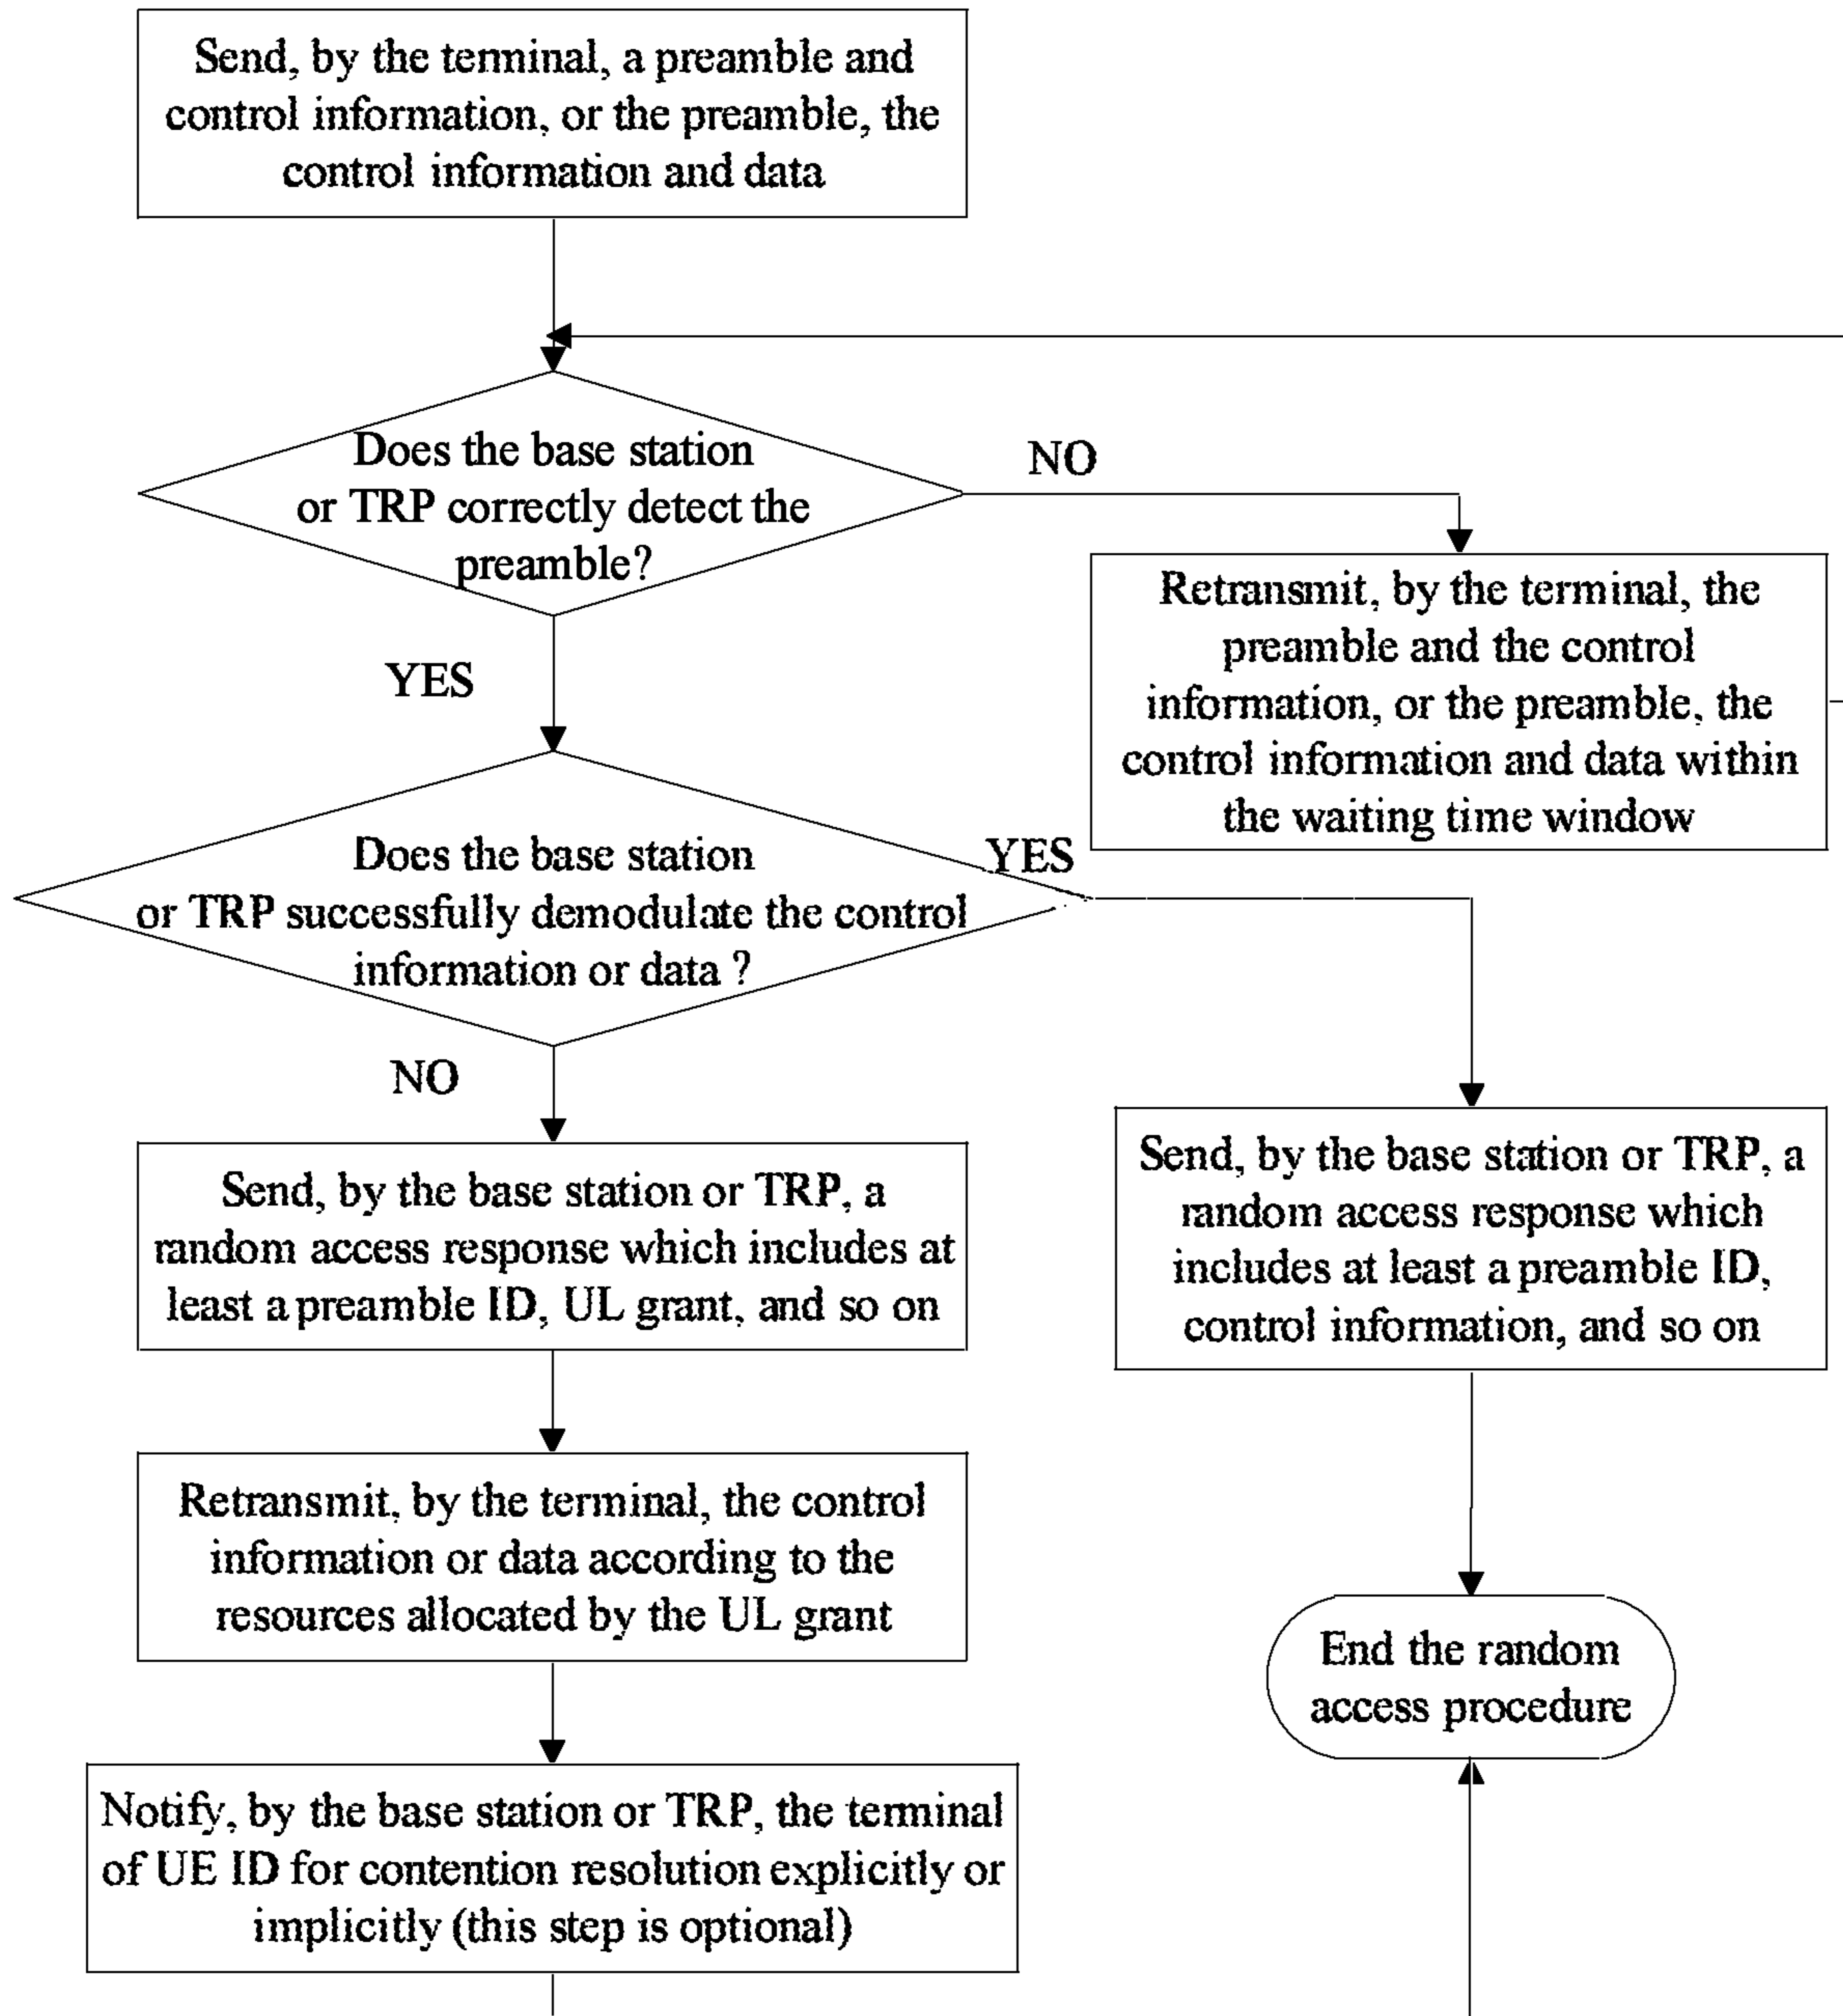 Send, by the terminal, a preamble and
control information, or the preamble, the
control information and data
Does the base station
or TRP correctly detect the
preamble?
NO
YES
Retransmit, by the terminal, the
preamble and the control
information, or the preamble, the
control information and data within
the waiting time window
Does the base station
or TRP successfully demodulate the control
information or data ?
YES
NO
Send, by the base station or TRP, a
random access response which includes at
least a preamble ID, UL grant, and so on
Send, by the base station or TRP, a
random access response which
includes at least a preamble ID,
control information, and so on
Retransmit, by the terminal, the control
information or data according to the
resources allocated by the UL grant
End the random
access procedure
Notify, by the base station or TRP, the terminal
of UE ID for contention resolution explicitly or
implicitly (this step is optional)